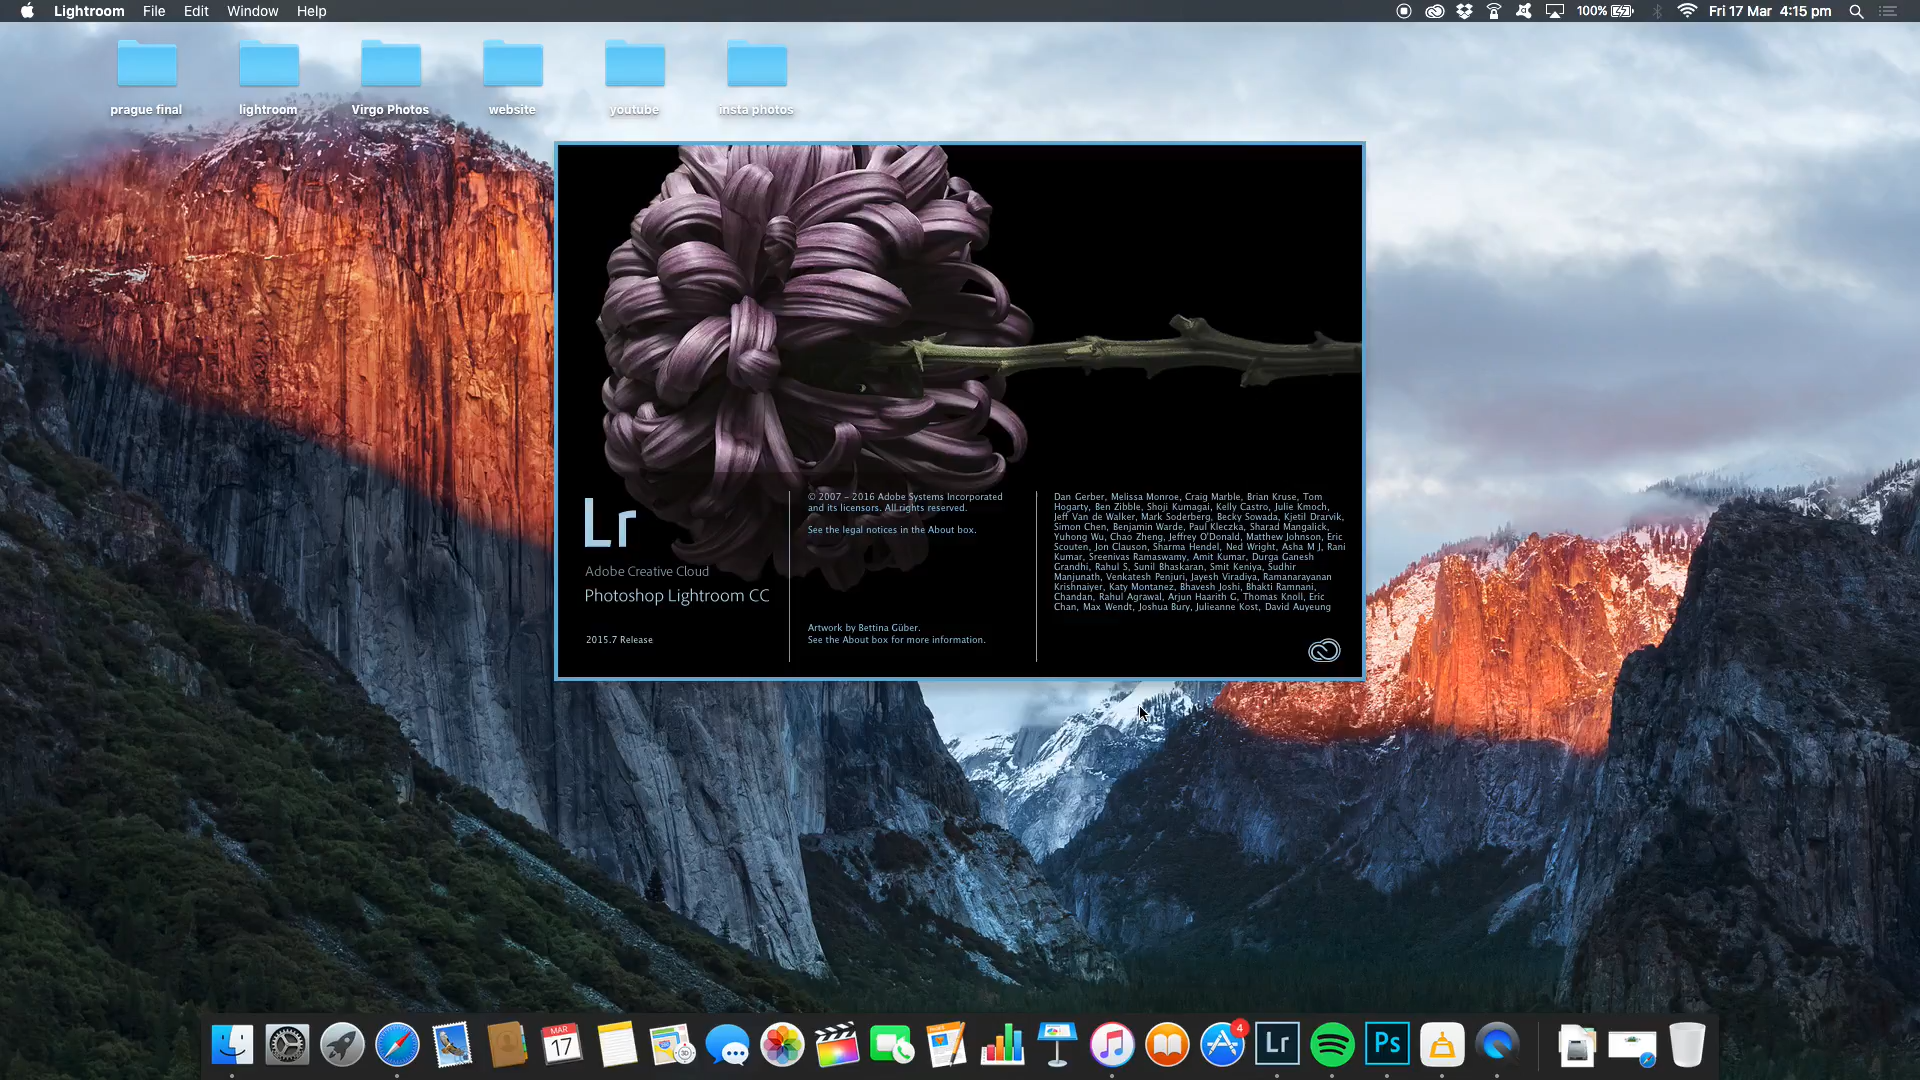 Lightroom File Edit Window Help
100% Fri 17 Mar 4:15 pm
prague final
lightroom
Virgo Photos
website
youtube
insta photos
Lr
Adobe Creative Cloud
Photoshop Lightroom CC
2015.7 Release
© 2007 – 2016 Adobe Systems Incorporated
and its licensors. All rights reserved.
See the legal notices in the About box.
Artwork by Bettina Güber.
See the About box for more information.
Dan Gerber, Melissa Monroe, Craig Marble, Brian Kruse, Tom
Hogarty, Ben Zibble, Shoji Kumagai, Kelly Castro, Julie Kmoch,
Jeff Van de Walker, Mark Soderberg, Becky Sowada, Kjetil Drarvik,
Simon Chen, Benjamin Warde, Paul Kleczka, Sharad Mangalick,
Yuhong Wu, Chao Zheng, Jeffrey O'Donald, Matthew Johnson, Eric
Scouten, Jon Clauson, Sharma Hendel, Ned Wright, Asha M J, Rani
Kumar, Sreenivas Ramaswamy, Amit Kumar, Durga Ganesh
Grandhi, Rahul S, Sunil Bhaskaran, Smit Keniya, Sudhir
Manjunath, Venkatesh Penjuri, Jayesh Viradiya, Ramanarayanan
Krishnaiyer, Katy Montanez, Bhavesh Joshi, Bhakti Ramnani,
Chandan, Rahul Agrawal, Arjun Haarith G, Thomas Knoll, Eric
Chan, Max Wendt, Joshua Bury, Julieanne Kost, David Auyeung
MAR
17
3D
4
Lr
Ps